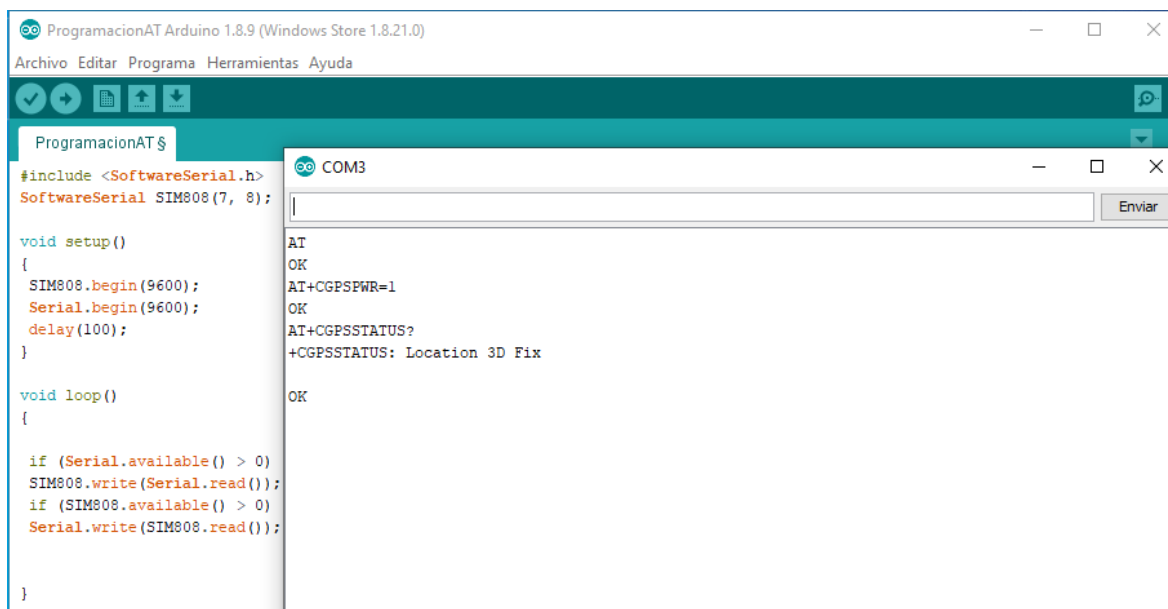 ProgramacionAT Arduino 1.8.9 (Windows Store 1.8.21.0)
Archivo Editar Programa Herramientas Ayuda
ProgramacionAT §
#include <SoftwareSerial.h>
SoftwareSerial SIM808(7, 8);
void setup()
{
SIM808.begin(9600);
Serial.begin(9600);
delay(100);
}
void loop()
{
if (Serial.available() > 0)
SIM808.write(Serial.read());
if (SIM808.available() > 0)
Serial.write(SIM808.read());
}
COM3
Enviar
AT
OK
AT+CGPSPWR=1
OK
AT+CGPSSTATUS?
+CGPSSTATUS: Location 3D Fix
OK